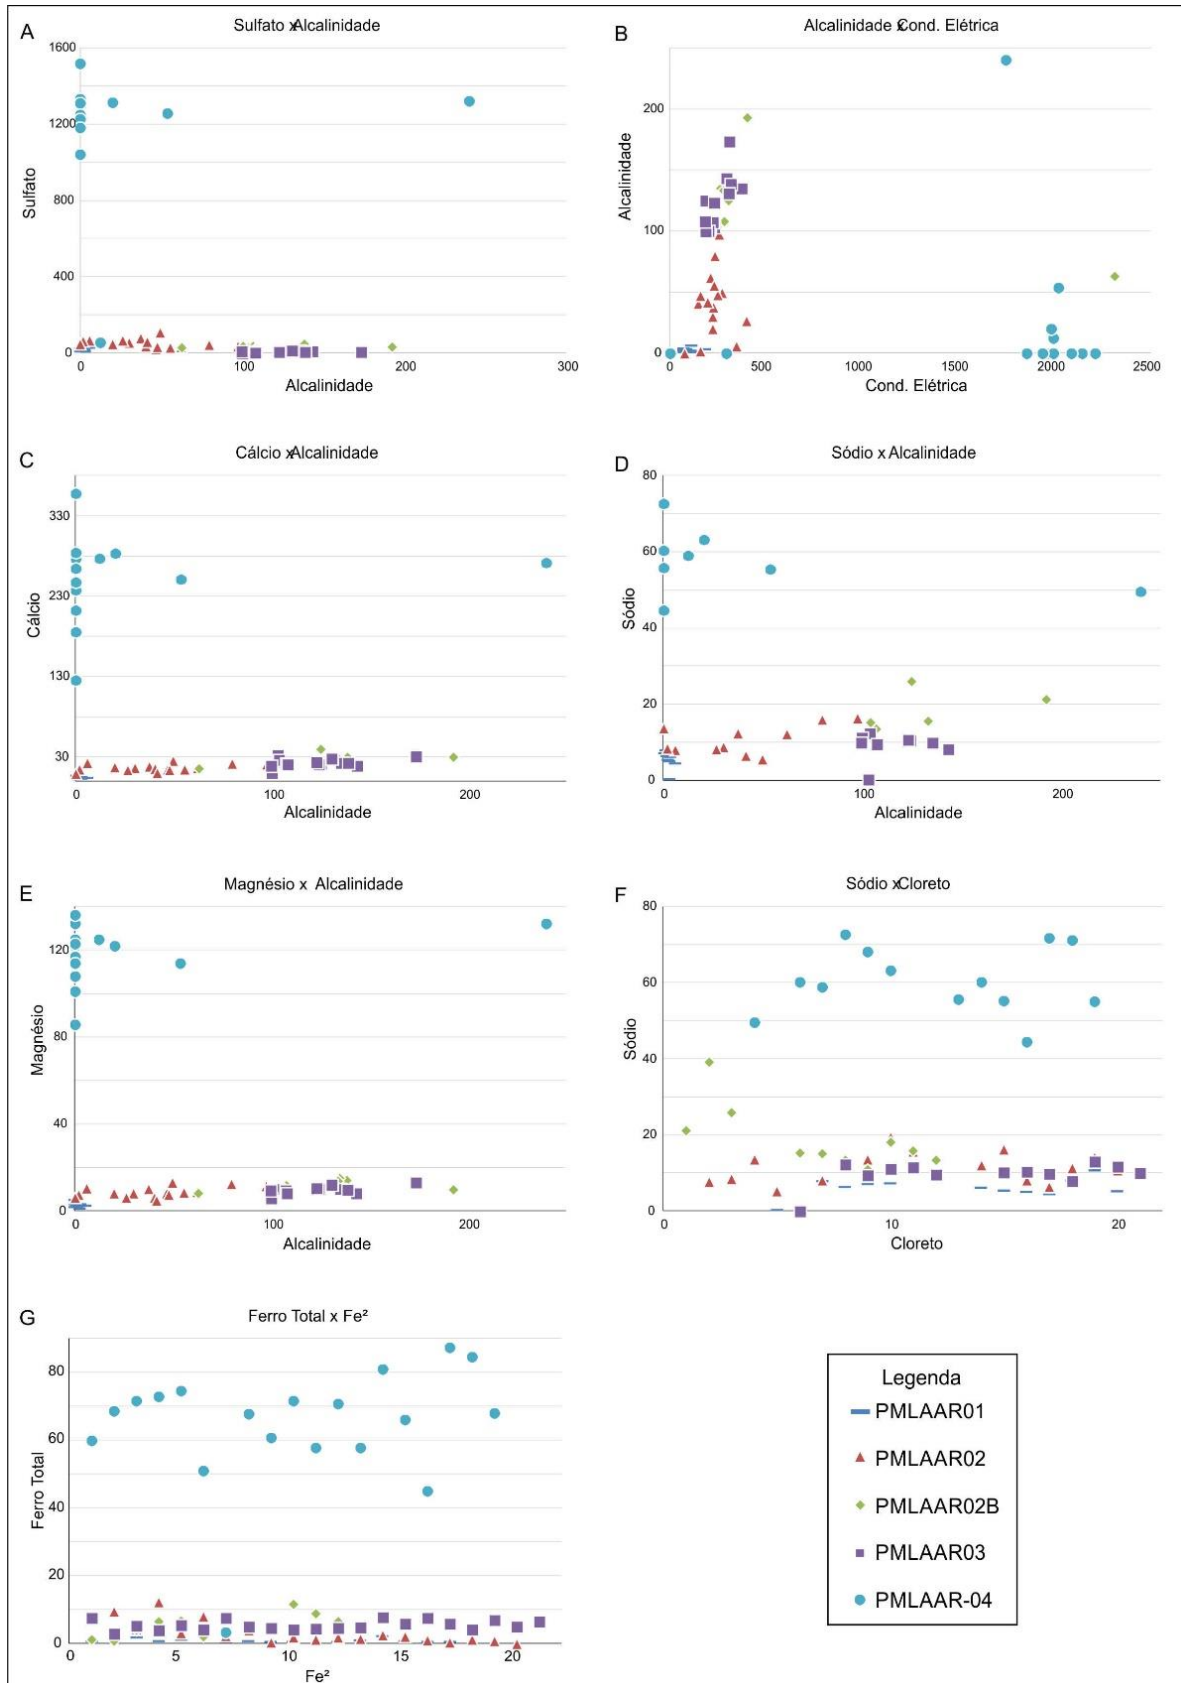 A
Sulfato x Alcalinidade
1600
1200
800
400
0
Sulfato
0 100 200 300
Alcalinidade
B
Alcalinidade x Cond. Elétrica
200
100
0
Alcalinidade
0 500 1000 1500 2000 2500
Cond. Elétrica
C
Cálcio x Alcalinidade
330
230
130
30
Cálcio
0 100 200
Alcalinidade
D
Sódio x Alcalinidade
80
60
40
20
0
Sódio
0 100 200
Alcalinidade
E
Magnésio x Alcalinidade
120
80
40
0
Magnésio
0 100 200
Alcalinidade
F
Sódio x Cloreto
80
60
40
20
0
Sódio
10 20
Cloreto
G
Ferro Total x Fe²
80
60
40
20
0
Ferro Total
0 5 10 15 20
Fe²
Legenda
PMLAAR01
PMLAAR02
PMLAAR02B
PMLAAR03
PMLAAR-04